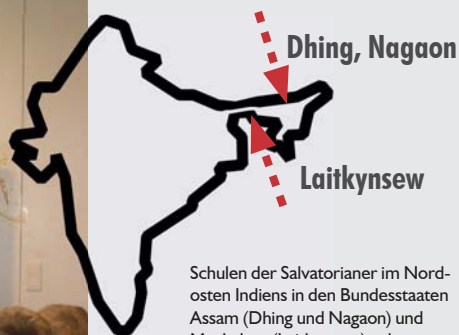 Dhing, Nagaon
Laitkynsew
Schulen der Salvatorianer im Nord-
osten Indiens in den Bundesstaaten
Assam (Dhing und Nagaon) und